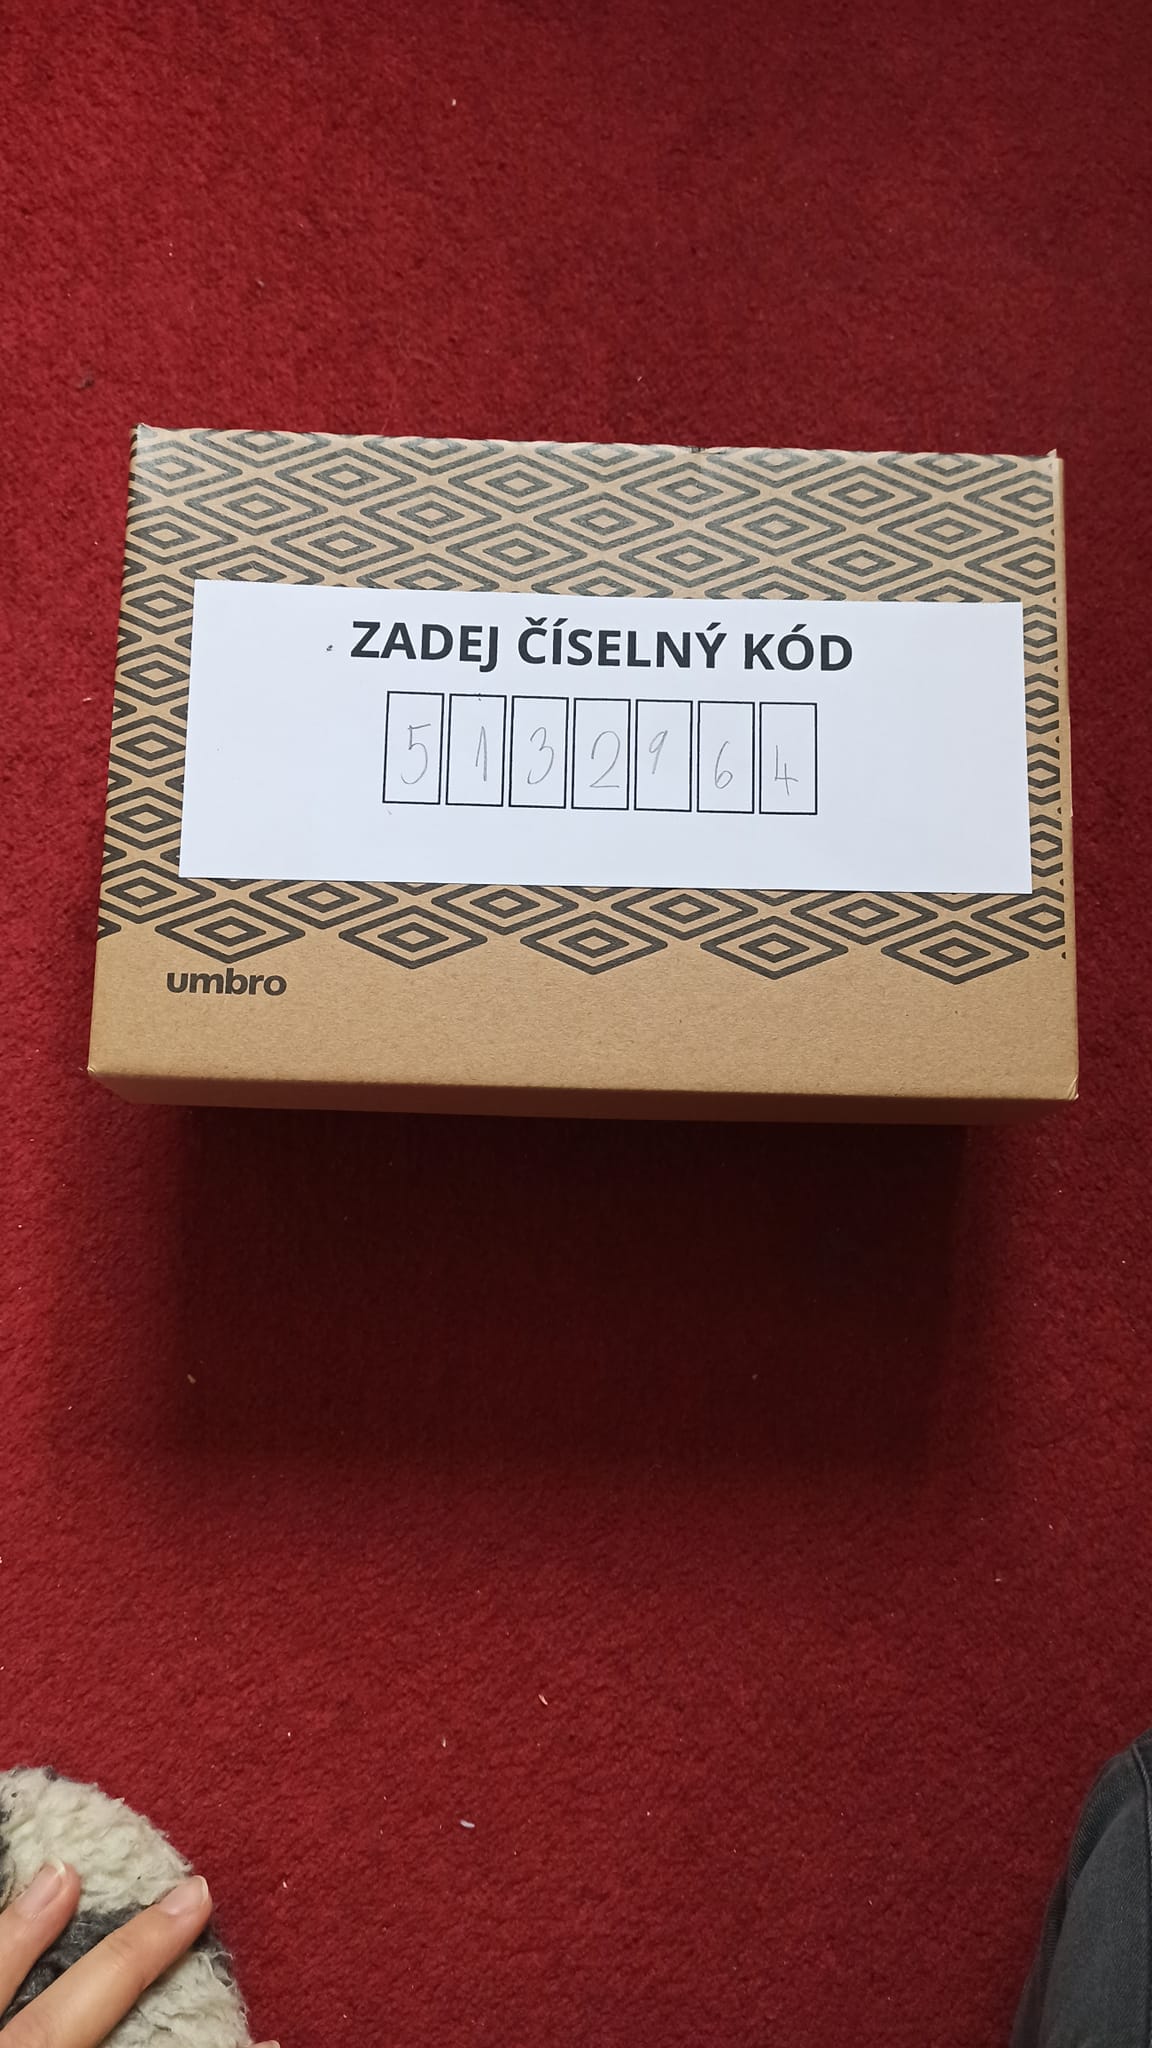 ZADEJ ČÍSELNÝ KÓD
5 1 3 2 9 6 4
umbro